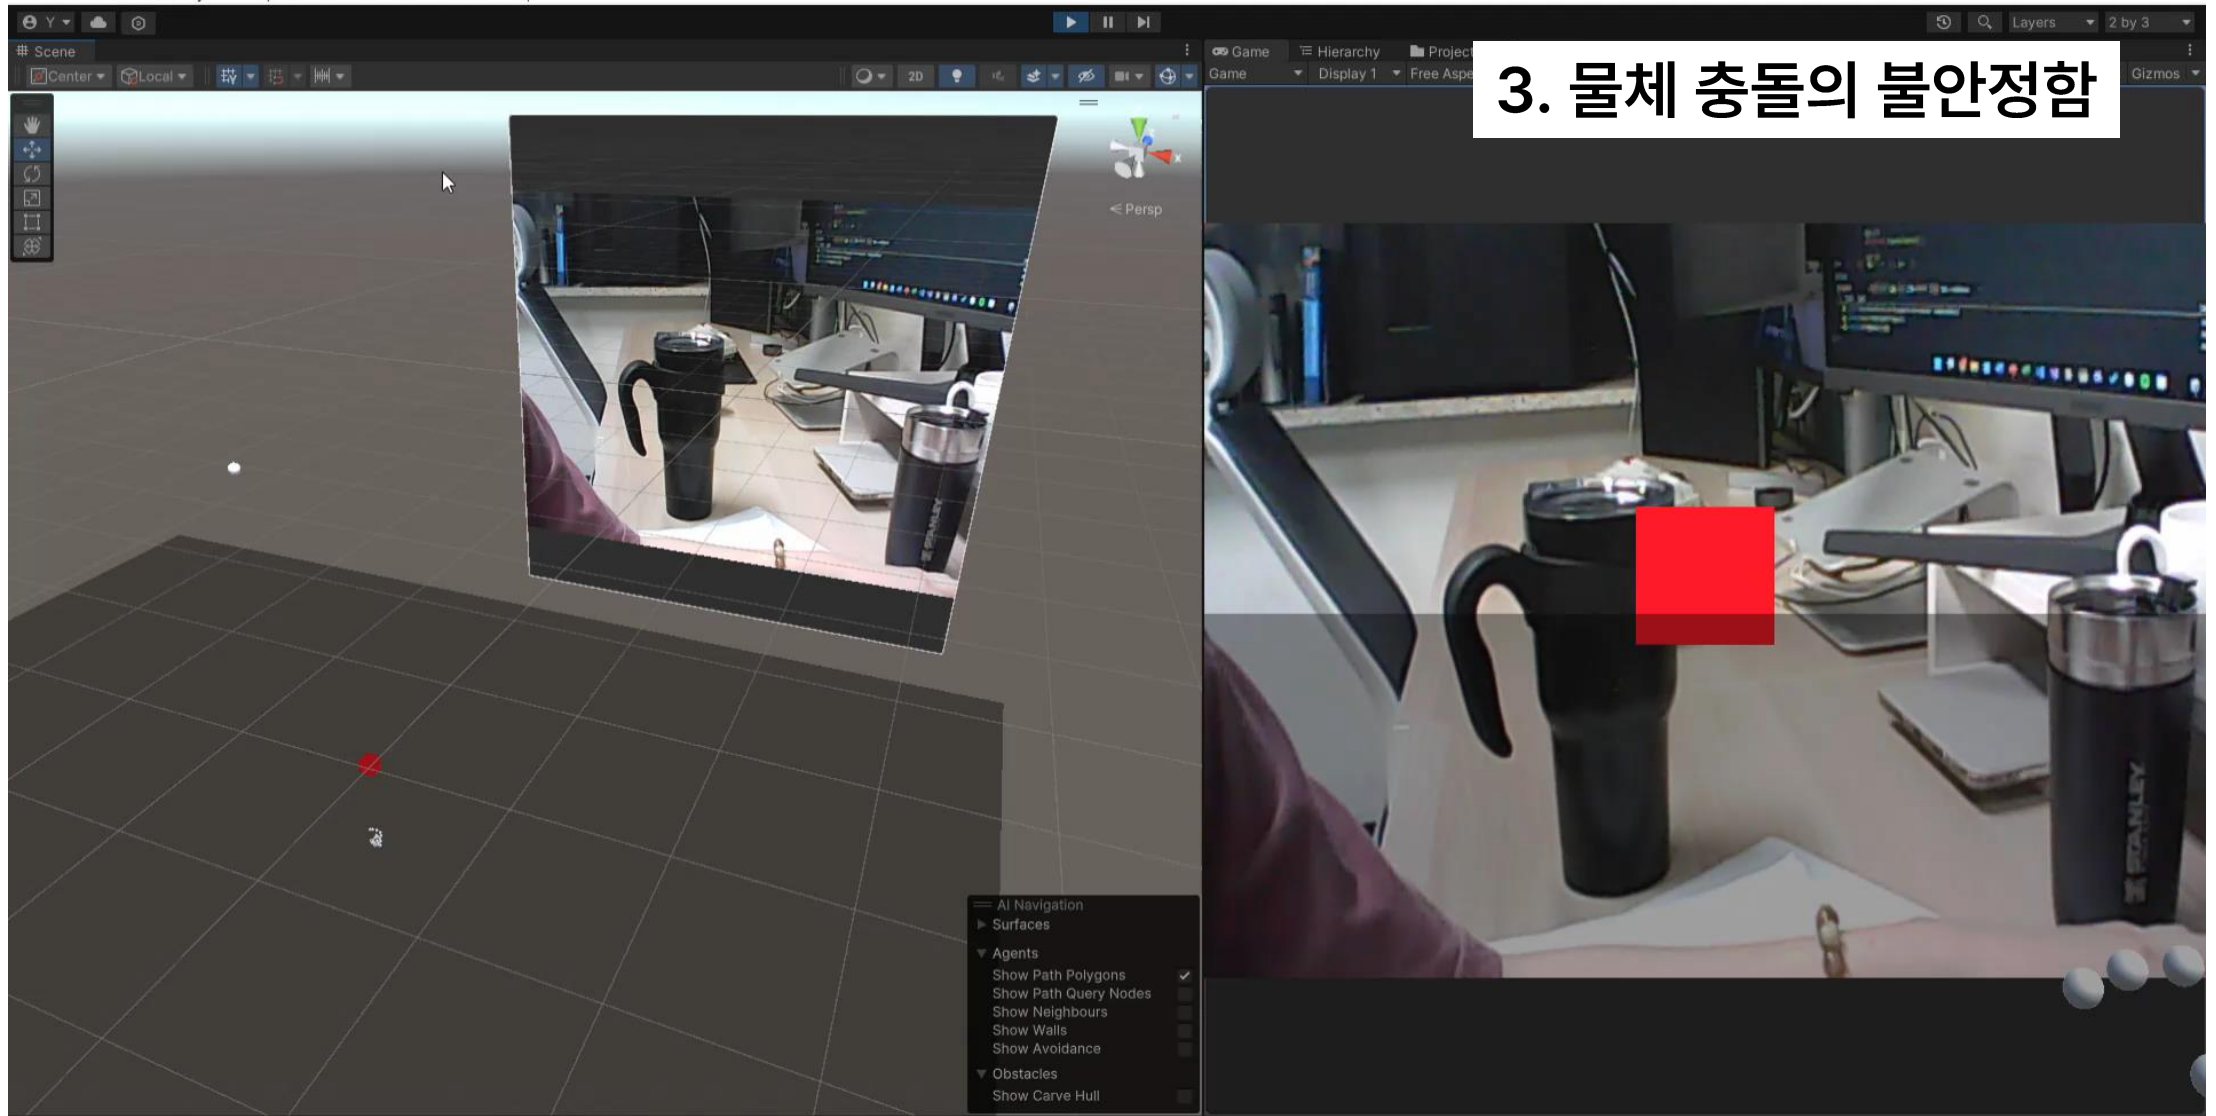 Y
Layers
2 by 3
Scene
Game
Hierarchy
Project
Center
Local
2D
Game
Display 1
Free Aspe
Gizmos
3. 물체 충돌의 불안정함
x
Persp
STANLEY
STANLEY
AI Navigation
Surfaces
Agents
Show Path Polygons
Show Path Query Nodes
Show Neighbours
Show Walls
Show Avoidance
Obstacles
Show Carve Hull